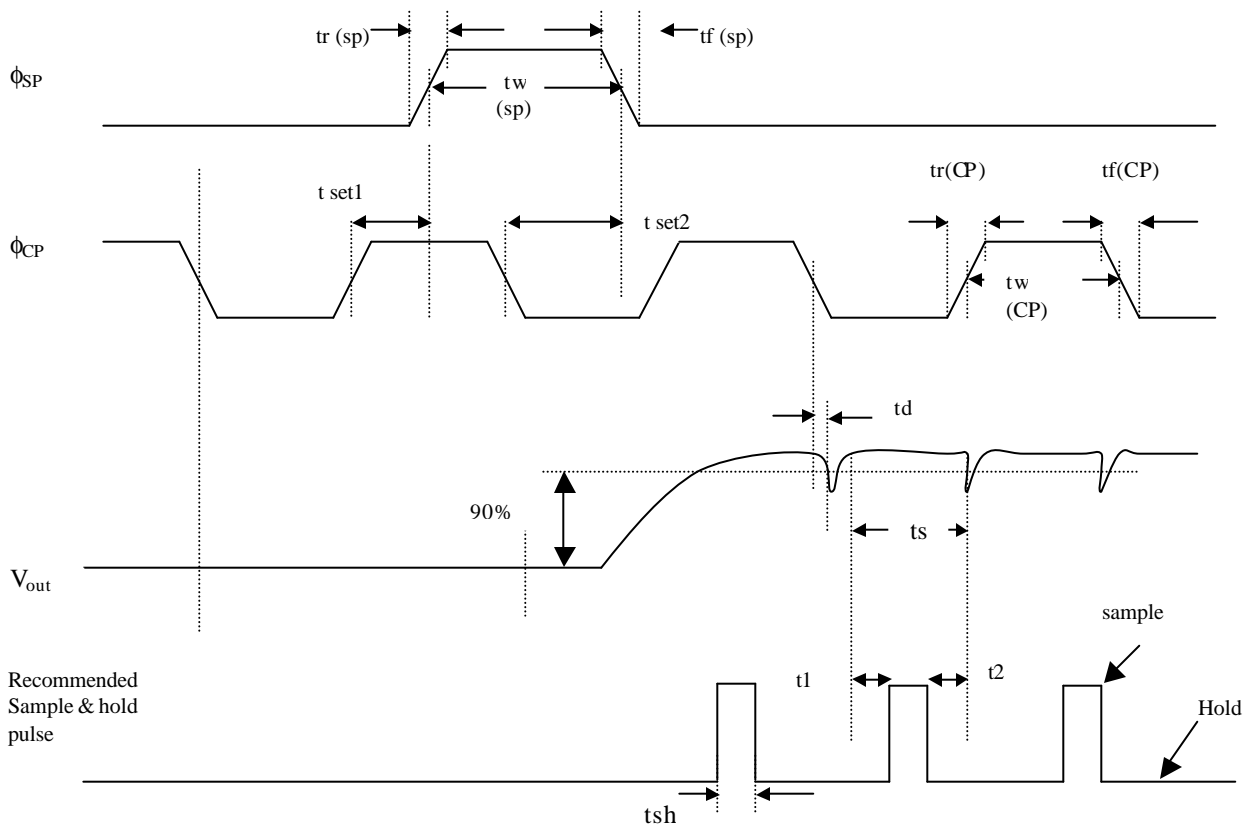 tr (sp)
tf (sp)
ϕSP
tw
(sp)
tr(CP)
tf(CP)
t set1
t set2
ϕCP
tw
(CP)
td
90%
ts
Vout
sample
Recommended
Sample & hold
pulse
t1
t2
Hold
tsh